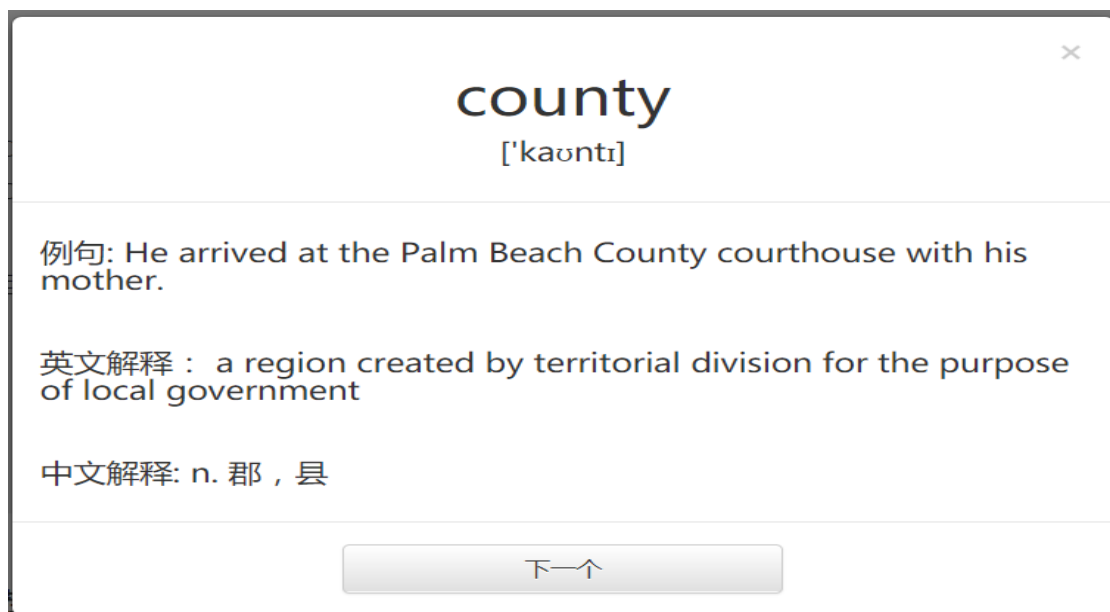 ×
county
['kaʊntɪ]
例句: He arrived at the Palm Beach County courthouse with his
mother.
英文解释： a region created by territorial division for the purpose
of local government
中文解释: n. 郡，县
下一个